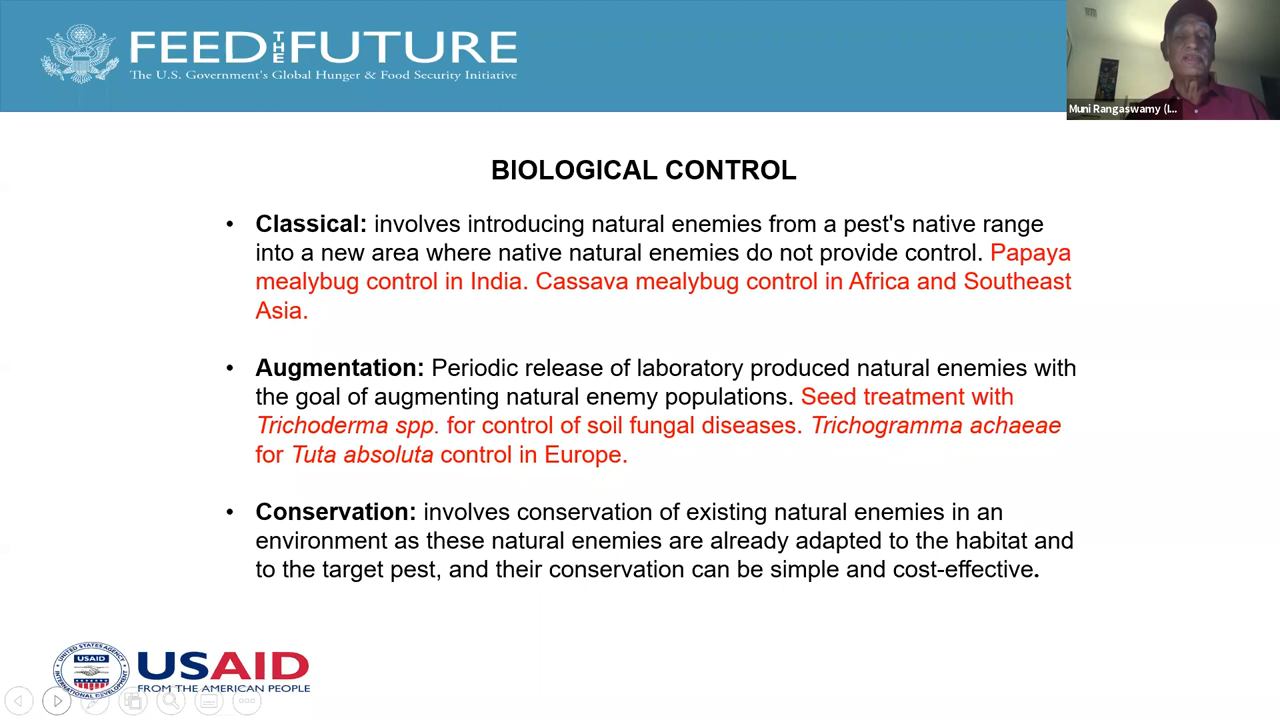 FEED THE FUTURE
The U.S. Government's Global Hunger & Food Security Initiative
Muni Rangaswamy (I...
BIOLOGICAL CONTROL
• Classical: involves introducing natural enemies from a pest's native range
into a new area where native natural enemies do not provide control. Papaya
mealybug control in India. Cassava mealybug control in Africa and Southeast
Asia.
• Augmentation: Periodic release of laboratory produced natural enemies with
the goal of augmenting natural enemy populations. Seed treatment with
Trichoderma spp. for control of soil fungal diseases. Trichogramma achaeae
for Tuta absoluta control in Europe.
• Conservation: involves conservation of existing natural enemies in an
environment as these natural enemies are already adapted to the habitat and
to the target pest, and their conservation can be simple and cost-effective.
UNITED STATES AGENCY
USAID
INTERNATIONAL DEVELOPMENT
USAID
FROM THE AMERICAN PEOPLE